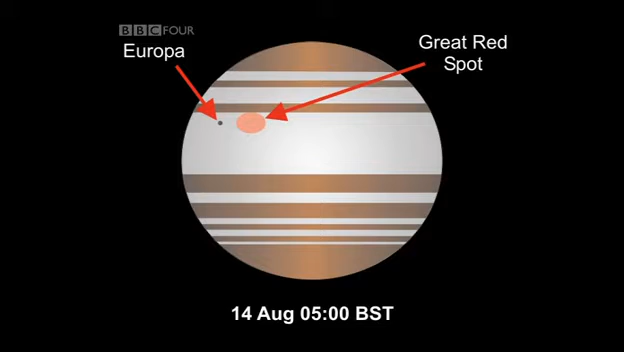 BBC FOUR
Europa
Great Red
Spot
14 Aug 05:00 BST